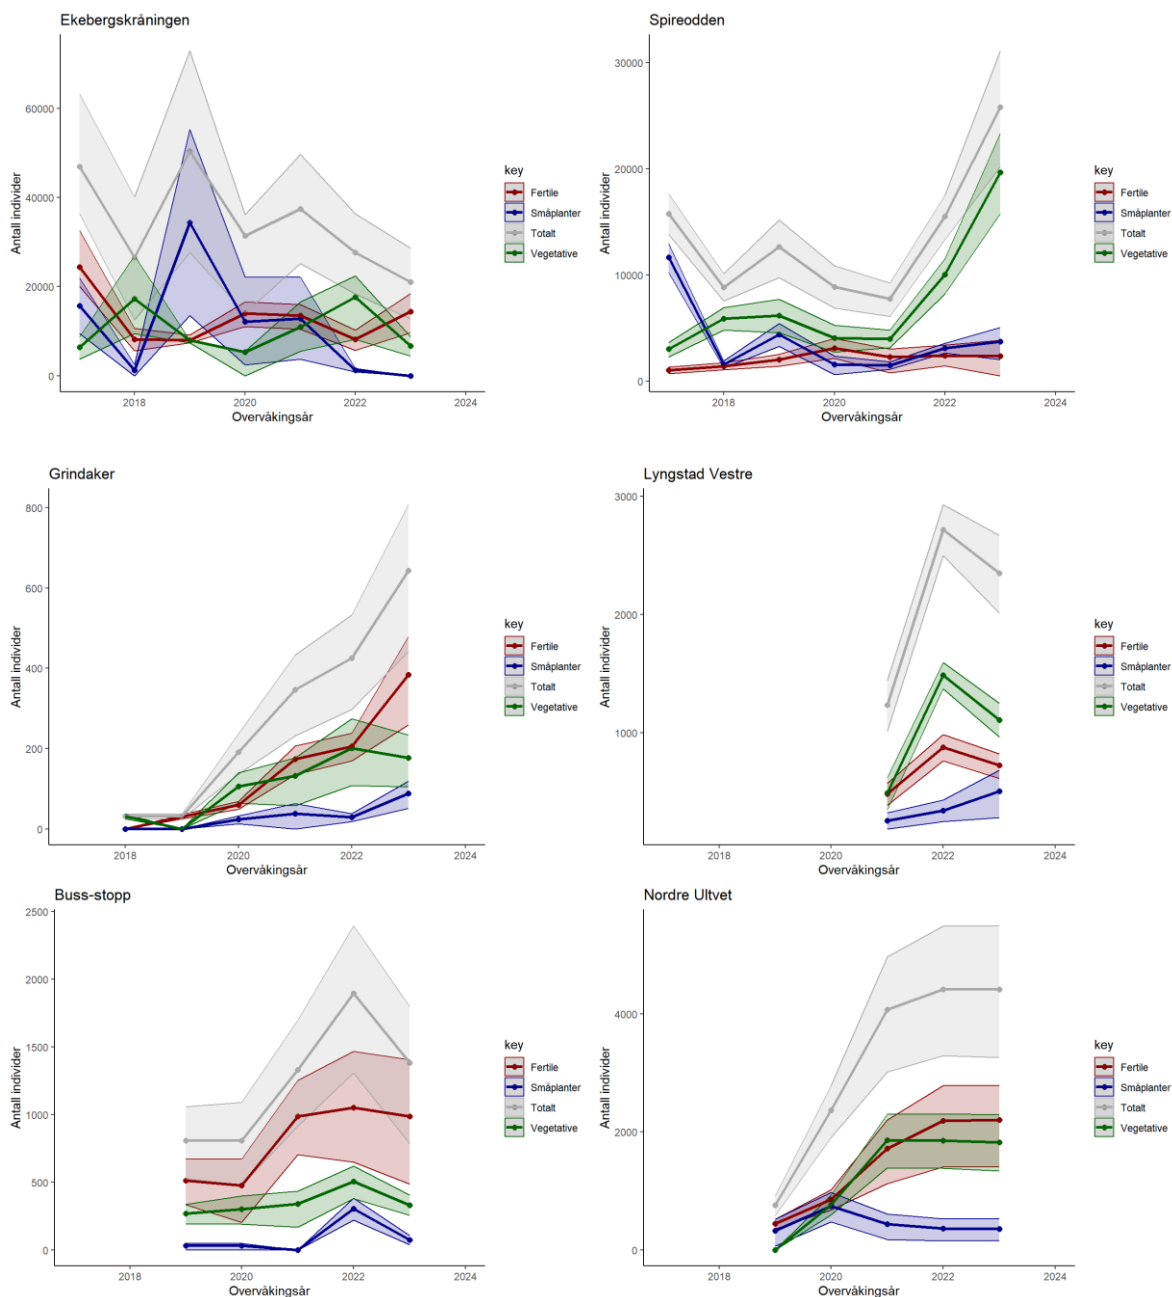 Ekebergskråningen
Antall individer
60000
40000
20000
0
2018
2020
2022
2024
Overvåkingsår
key
Fertile
Småplanter
Totalt
Vegetative
Spireodden
Antall individer
30000
20000
10000
0
2018
2020
2022
2024
Overvåkingsår
key
Fertile
Småplanter
Totalt
Vegetative
Grindaker
Antall individer
800
600
400
200
0
2018
2020
2022
2024
Overvåkingsår
key
Fertile
Småplanter
Totalt
Vegetative
Lyngstad Vestre
Antall individer
3000
2000
1000
2018
2020
2022
2024
Overvåkingsår
key
Fertile
Småplanter
Totalt
Vegetative
Buss-stopp
Antall individer
2500
2000
1500
1000
500
0
2018
2020
2022
2024
Overvåkingsår
key
Fertile
Småplanter
Totalt
Vegetative
Nordre Ultvet
Antall individer
4000
2000
0
2018
2020
2022
2024
Overvåkingsår
key
Fertile
Småplanter
Totalt
Vegetative